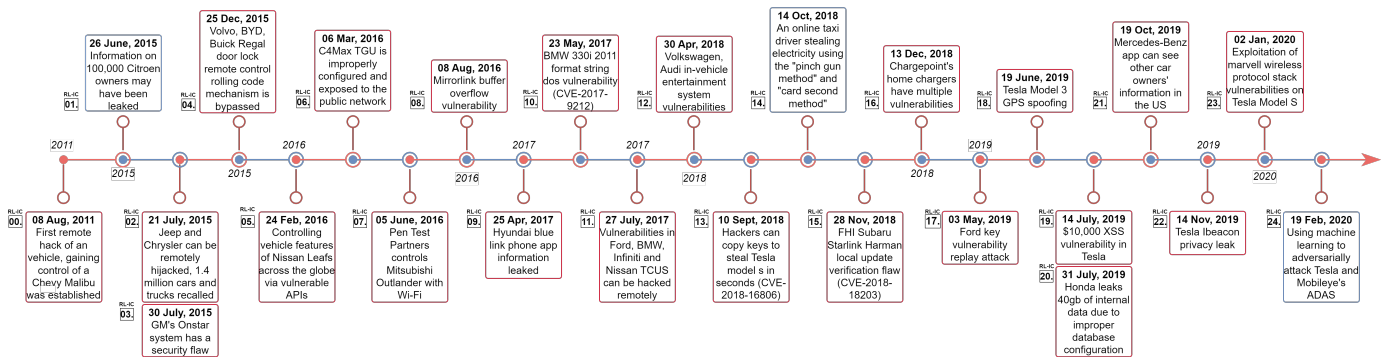 26 June, 2015
Information on
100,000 Citroen
owners may
have been
leaked
RL-IC
01.
25 Dec, 2015
Volvo, BYD,
Buick Regal
door lock
remote control
rolling code
mechanism is
bypassed
RL-IC
04.
06 Mar, 2016
C4Max TGU is
improperly
configured and
exposed to the
public network
RL-IC
06.
08 Aug, 2016
Mirrorlink buffer
overflow
vulnerability
RL-IC
08.
23 May, 2017
BMW 330i 2011
format string
dos vulnerability
(CVE-2017-
9212)
RL-IC
10.
30 Apr, 2018
Volkswagen,
Audi in-vehicle
entertainment
system
vulnerabilities
RL-IC
12.
14 Oct, 2018
An online taxi
driver stealing
electricity using
the "pinch gun
method" and
"card second
method"
RL-IC
14.
13 Dec, 2018
Chargepoint's
home chargers
have multiple
vulnerabilities
RL-IC
16.
19 June, 2019
Tesla Model 3
GPS spoofing
RL-IC
18.
19 Oct, 2019
Mercedes-Benz
app can see
other car
owners'
information in
the US
RL-IC
21.
02 Jan, 2020
Exploitation of
marvell wireless
protocol stack
vulnerabilities on
Tesla Model S
RL-IC
23.
2011
2015
2015
2016
2016
2017
2017
2018
2018
2019
2019
2020
RL-IC
00.
08 Aug, 2011
First remote
hack of an
vehicle, gaining
control of a
Chevy Malibu
was established
RL-IC
02.
21 July, 2015
Jeep and
Chrysler can be
remotely
hijacked, 1.4
million cars and
trucks recalled
RL-IC
03.
30 July, 2015
GM's Onstar
system has a
security flaw
RL-IC
05.
24 Feb, 2016
Controlling
vehicle features
of Nissan Leafs
across the globe
via vulnerable
APIs
RL-IC
07.
05 June, 2016
Pen Test
Partners
controls
Mitsubishi
Outlander with
Wi-Fi
RL-IC
09.
25 Apr, 2017
Hyundai blue
link phone app
information
leaked
RL-IC
11.
27 July, 2017
Vulnerabilities in
Ford, BMW,
Infiniti and
Nissan TCUS
can be hacked
remotely
RL-IC
13.
10 Sept, 2018
Hackers can
copy keys to
steal Tesla
model s in
seconds (CVE-
2018-16806)
RL-IC
15.
28 Nov, 2018
FHI Subaru
Starlink Harman
local update
verification flaw
(CVE-2018-
18203)
RL-IC
17.
03 May, 2019
Ford key
vulnerability
replay attack
RL-IC
19.
14 July, 2019
$10,000 XSS
vulnerability in
Tesla
RL-IC
20.
31 July, 2019
Honda leaks
40gb of internal
data due to
improper
database
configuration
RL-IC
22.
14 Nov, 2019
Tesla Ibeacon
privacy leak
RL-IC
24.
19 Feb, 2020
Using machine
learning to
adversarially
attack Tesla and
Mobileye's
ADAS